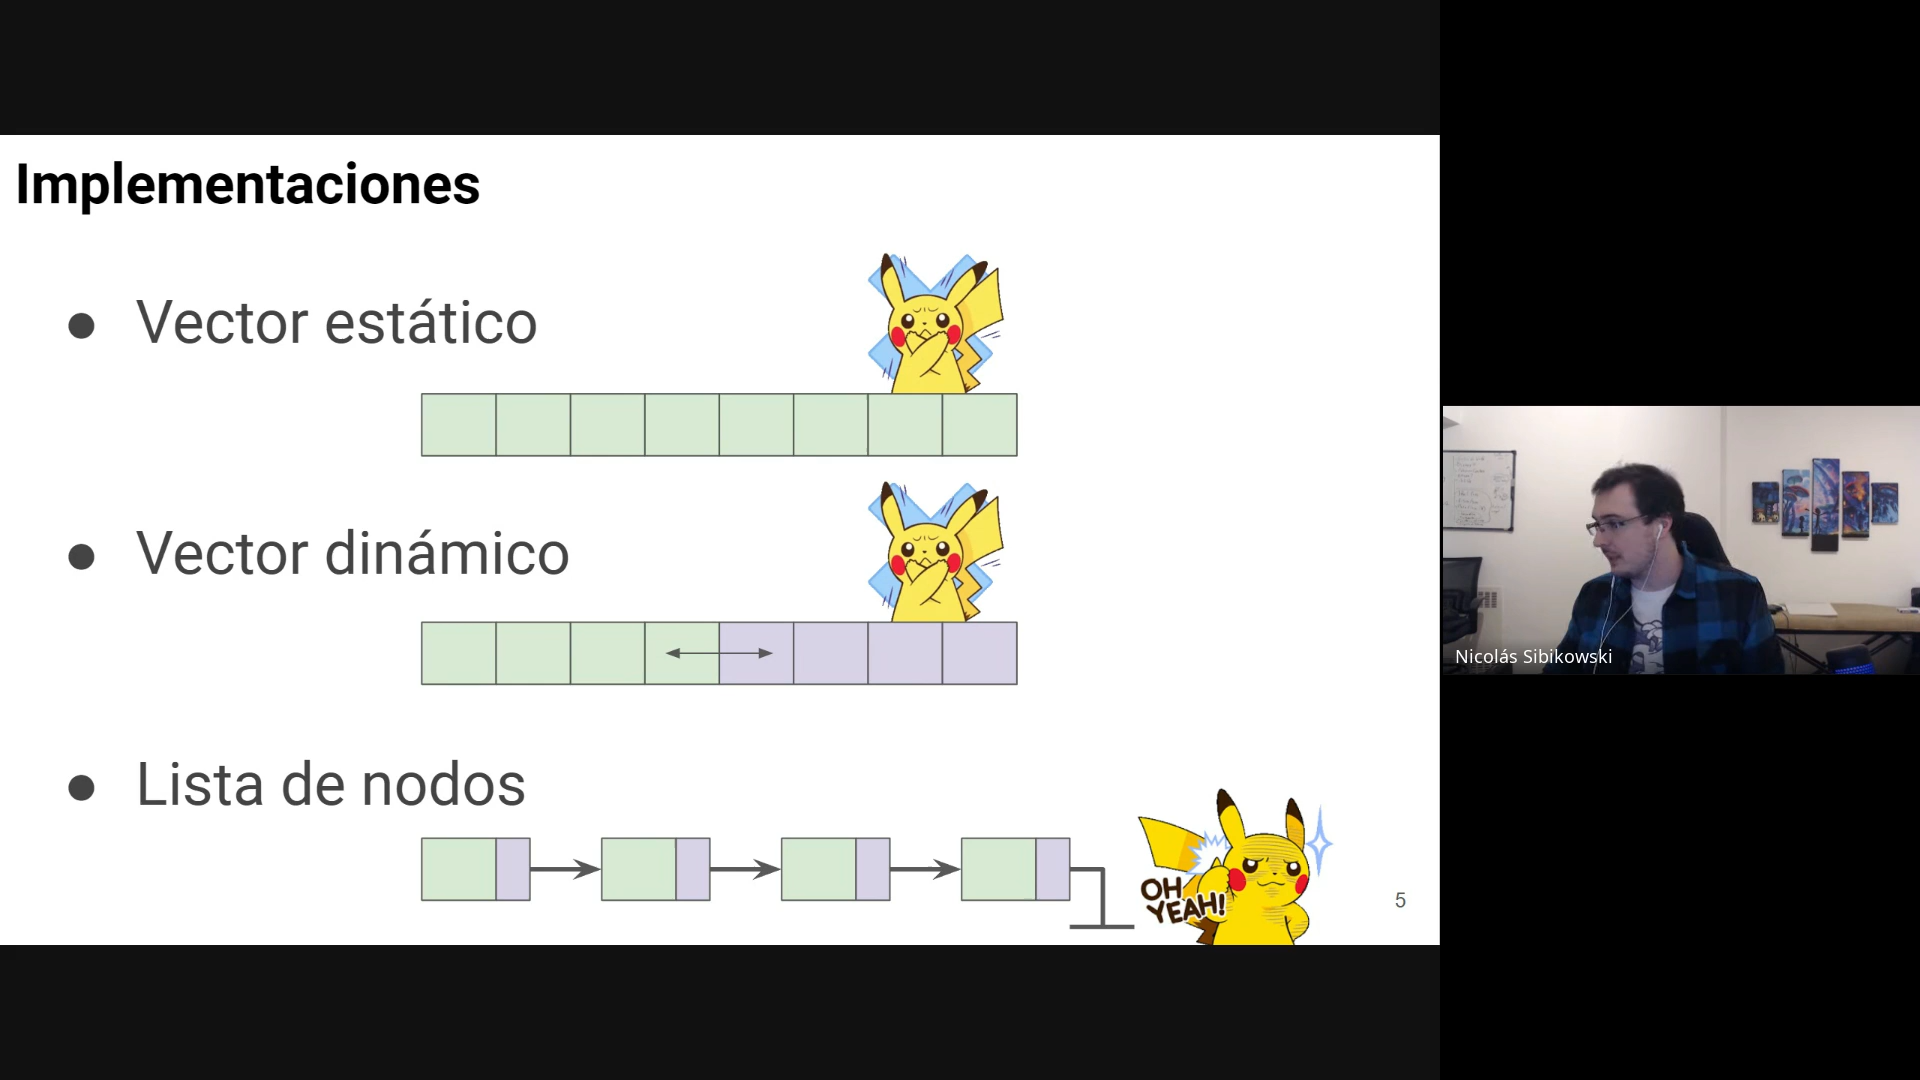 Implementaciones
● Vector estático
● Vector dinámico
● Lista de nodos
OH
YEAH!
5
Nicolás Sibikowski